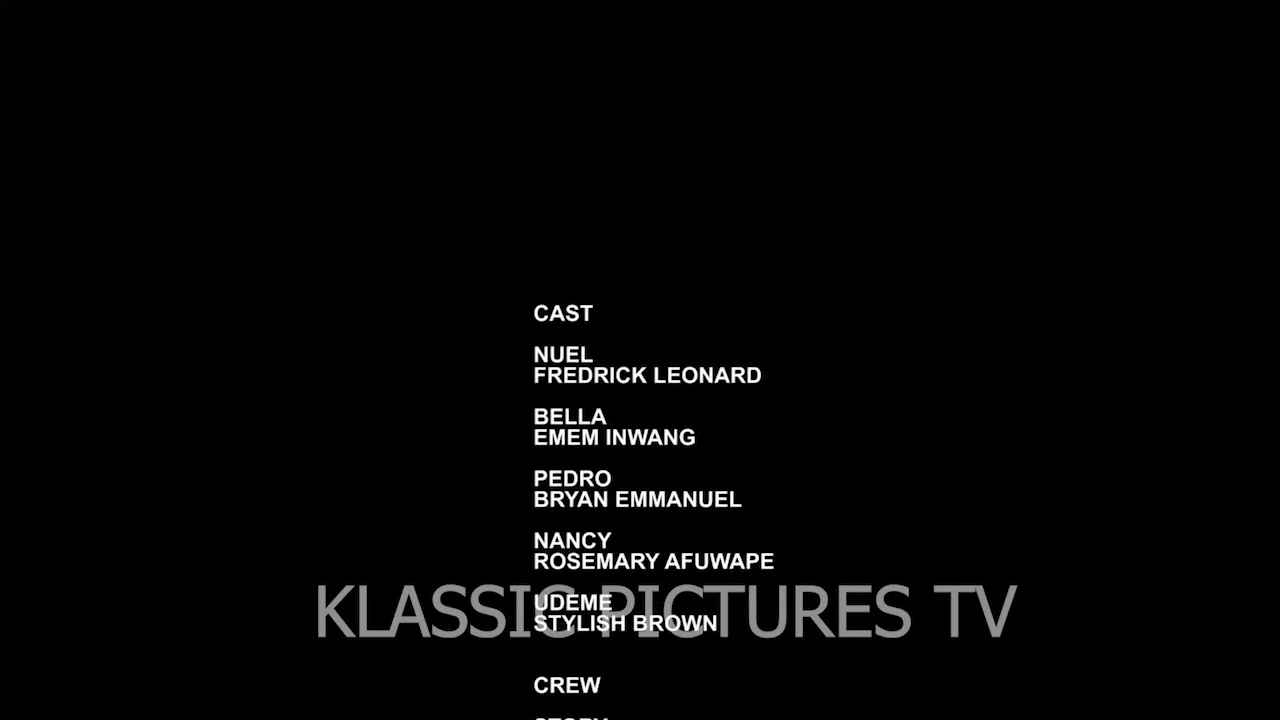 CAST
NUEL
FREDRICK LEONARD
BELLA
EMEM INWANG
PEDRO
BRYAN EMMANUEL
NANCY
ROSEMARY AFUWAPE
UDEME
STYLISH BROWN
KLASSIC PICTURES TV
CREW
STORY